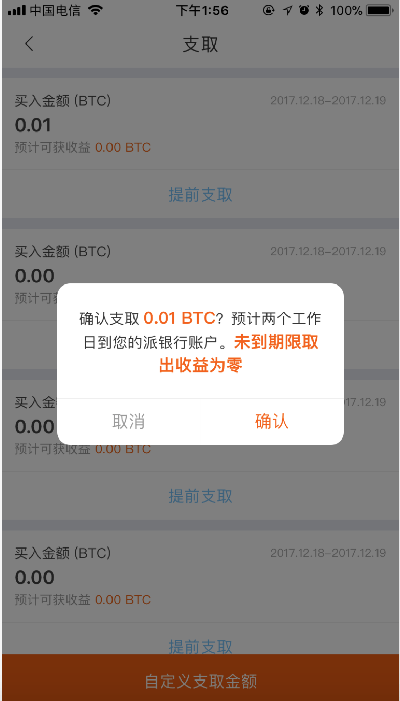 中国电信 下午1:56 100%
支取
买入金额 (BTC) 2017.12.18-2017.12.19
0.01
预计可获收益 0.00 BTC
提前支取
买入金额 (BTC) 2017.12.18-2017.12.19
0.00
预计可
确认支取 0.01 BTC？预计两个工作
日到您的派银行账户。未到期限取
出收益为零
取消 确认
买入 017.12.19
0.00
预计可获收益 0.00 BTC
提前支取
买入金额 (BTC) 2017.12.18-2017.12.19
0.00
预计可获收益 0.00 BTC
提前支取
自定义支取金额